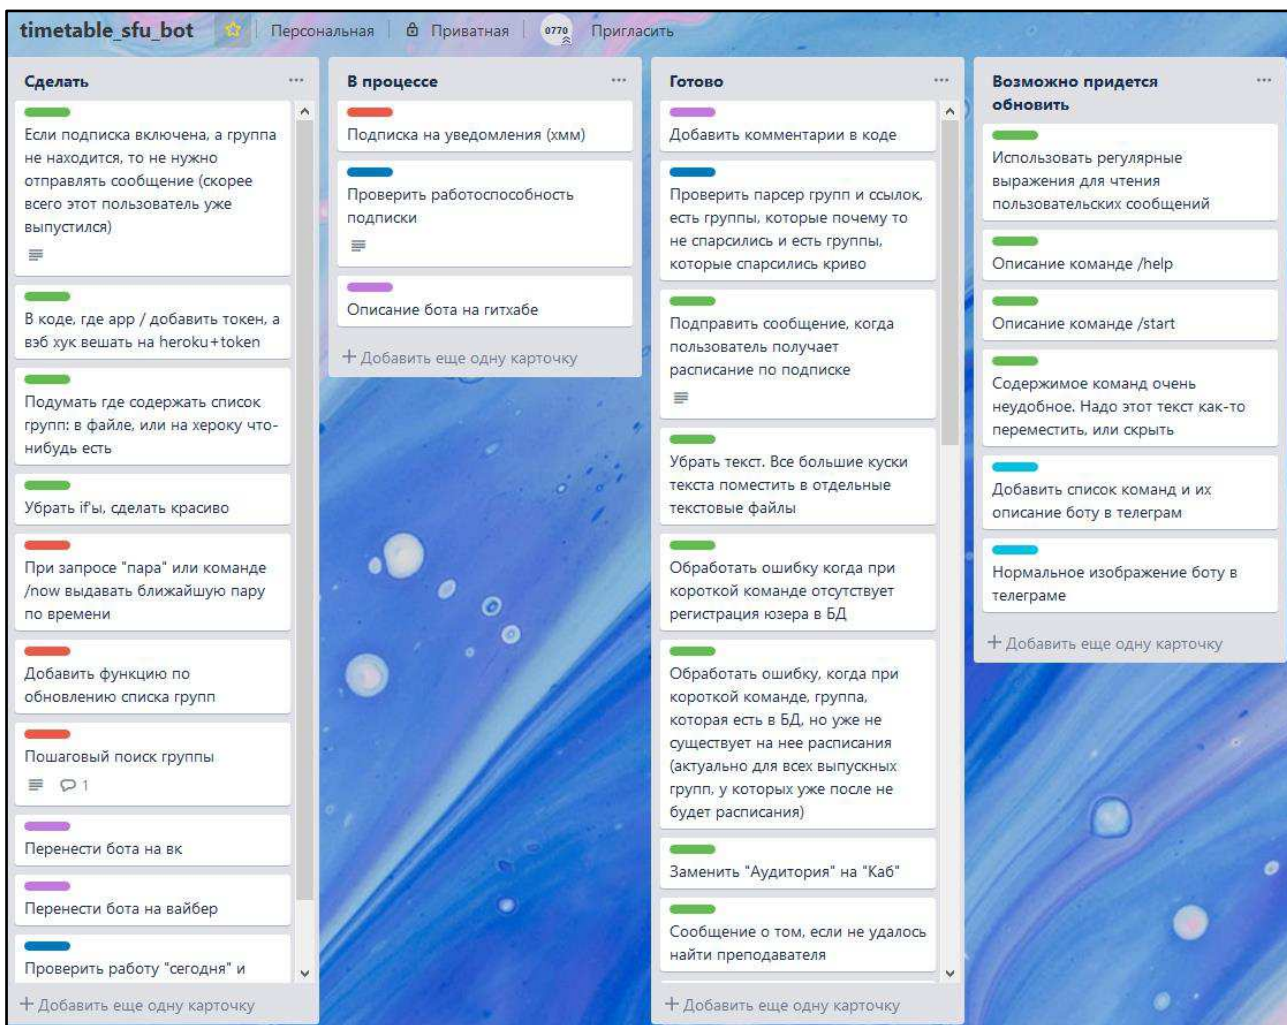 timetable_sfu_bot
Персональная
Приватная
0770
Пригласить
Сделать
Если подписка включена, а группа
не находится, то не нужно
отправлять сообщение (скорее
всего этот пользователь уже
выпустился)
В коде, где app / добавить токен, а
вэб хук вешать на heroku+token
Подумать где содержать список
групп: в файле, или на хероку что-
нибудь есть
Убрать if'ы, сделать красиво
При запросе "пара" или команде
/now выдавать ближайшую пару
по времени
Добавить функцию по
обновлению списка групп
Пошаговый поиск группы
1
Перенести бота на вк
Перенести бота на вайбер
Проверить работу "сегодня" и
+ Добавить еще одну карточку
В процессе
Подписка на уведомления (хмм)
Проверить работоспособность
подписки
Описание бота на гитхабе
+ Добавить еще одну карточку
Готово
Добавить комментарии в коде
Проверить парсер групп и ссылок,
есть группы, которые почему то
не спарсились и есть группы,
которые спарсились криво
Подправить сообщение, когда
пользователь получает
расписание по подписке
Убрать текст. Все большие куски
текста поместить в отдельные
текстовые файлы
Обработать ошибку когда при
короткой команде отсутствует
регистрация юзера в БД
Обработать ошибку, когда при
короткой команде, группа,
которая есть в БД, но уже не
существует на нее расписания
(актуально для всех выпускных
групп, у которых уже после не
будет расписания)
Заменить "Аудитория" на "Каб"
Сообщение о том, если не удалось
найти преподавателя
+ Добавить еще одну карточку
Возможно придется
обновить
Использовать регулярные
выражения для чтения
пользовательских сообщений
Описание команде /help
Описание команде /start
Содержимое команд очень
неудобное. Надо этот текст как-то
переместить, или скрыть
Добавить список команд и их
описание боту в телеграм
Нормальное изображение боту в
телеграме
+ Добавить еще одну карточку